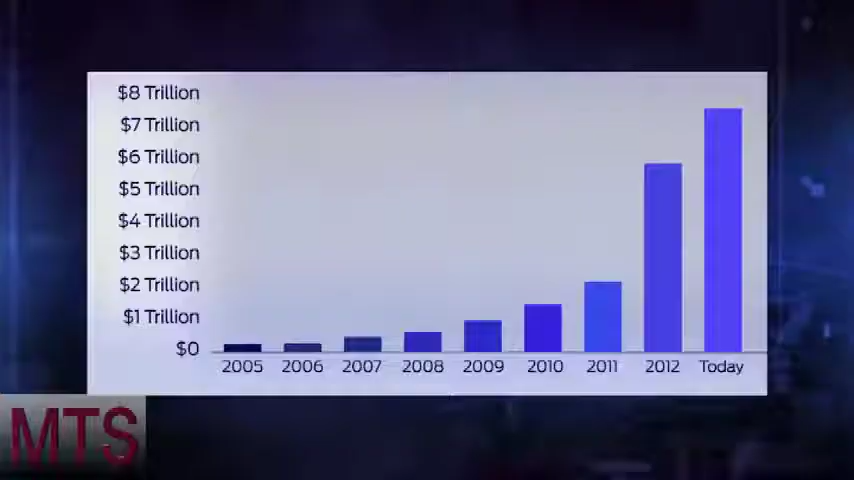 $8 Trillion
$7 Trillion
$6 Trillion
$5 Trillion
$4 Trillion
$3 Trillion
$2 Trillion
$1 Trillion
$0
2005 2006 2007 2008 2009 2010 2011 2012 Today
MTS